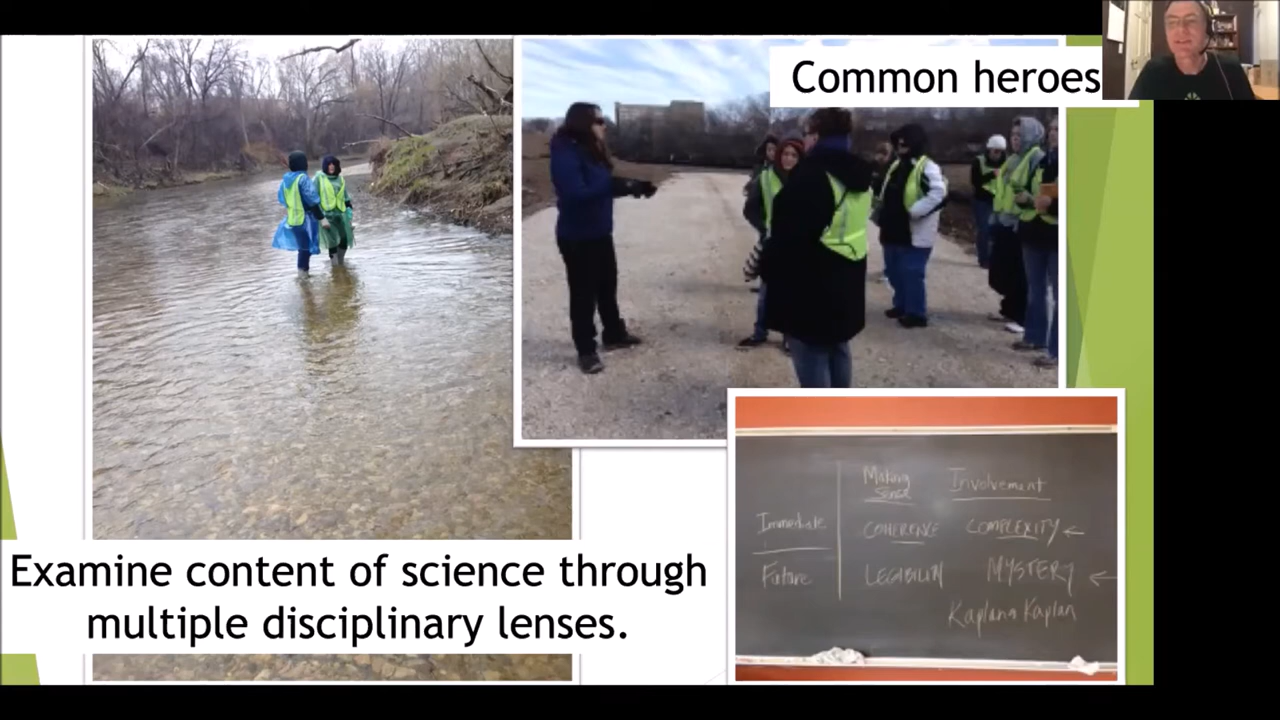 Common heroes
Examine content of science through
multiple disciplinary lenses.
Making
Sense
Involvement
Immediate
COHERENCE
COMPLEXITY ←
Future
LEGIBILITY
MYSTERY ←
Kaplan n Kaplan